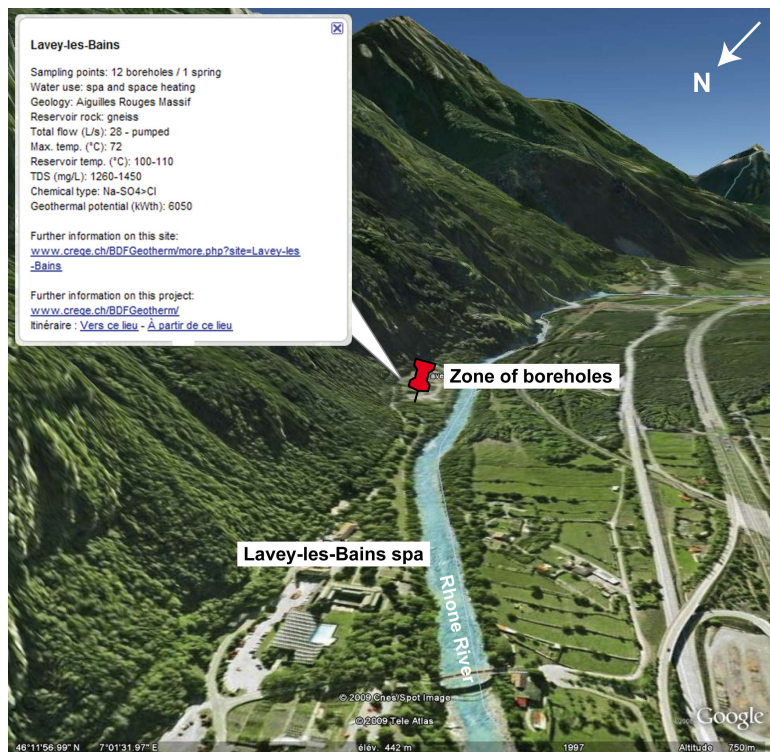 Lavey-les-Bains
Sampling points: 12 boreholes / 1 spring
Water use: spa and space heating
Geology: Aiguilles Rouges Massif
Reservoir rock: gneiss
Total flow (L/s): 28 - pumped
Max. temp. (°C): 72
Reservoir temp. (°C): 100-110
TDS (mg/L): 1260-1450
Chemical type: Na-SO4>Cl
Geothermal potential (kWth): 6050
Further information on this site:
www.crege.ch/BDFGeotherm/more.php?site=Lavey-les
-Bains
Further information on this project:
www.crege.ch/BDFGeotherm/
Itinéraire : Vers ce lieu - À partir de ce lieu
N
Zone of boreholes
Lavey-les-Bains spa
Rhone River
© 2009 Cnes/Spot Image
© 2009 Tele Atlas
Google
46°11'56.99" N 7°01'31.97" E élév. 442 m 1997 Altitude 750 m